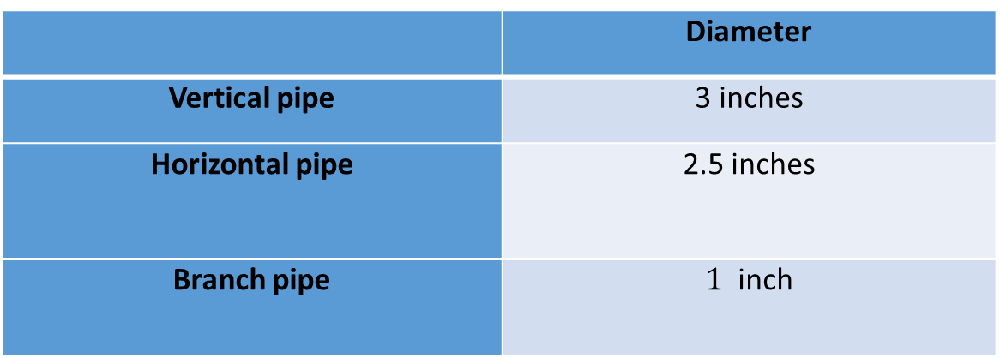 Diameter
Vertical pipe 3 inches
Horizontal pipe 2.5 inches
Branch pipe 1  inch